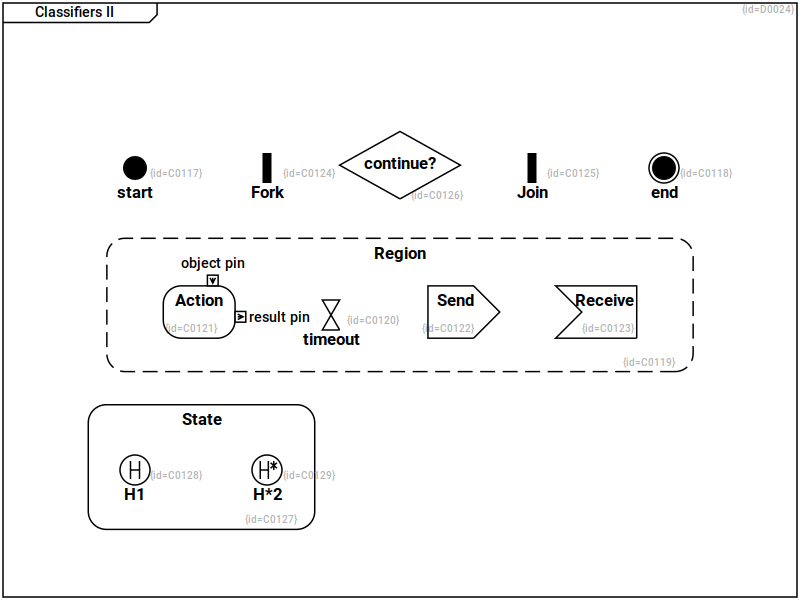 Classifiers II
{id=D0024}
continue?
{id=C0117}
{id=C0124}
{id=C0125}
{id=C0118}
start
Fork
{id=C0126}
Join
end
Region
object pin
Action
Send
Receive
result pin
{id=C0120}
{id=C0121}
{id=C0122}
{id=C0123}
timeout
{id=C0119}
State
H
{id=C0128}
H*
{id=C0129}
H1
H*2
{id=C0127}